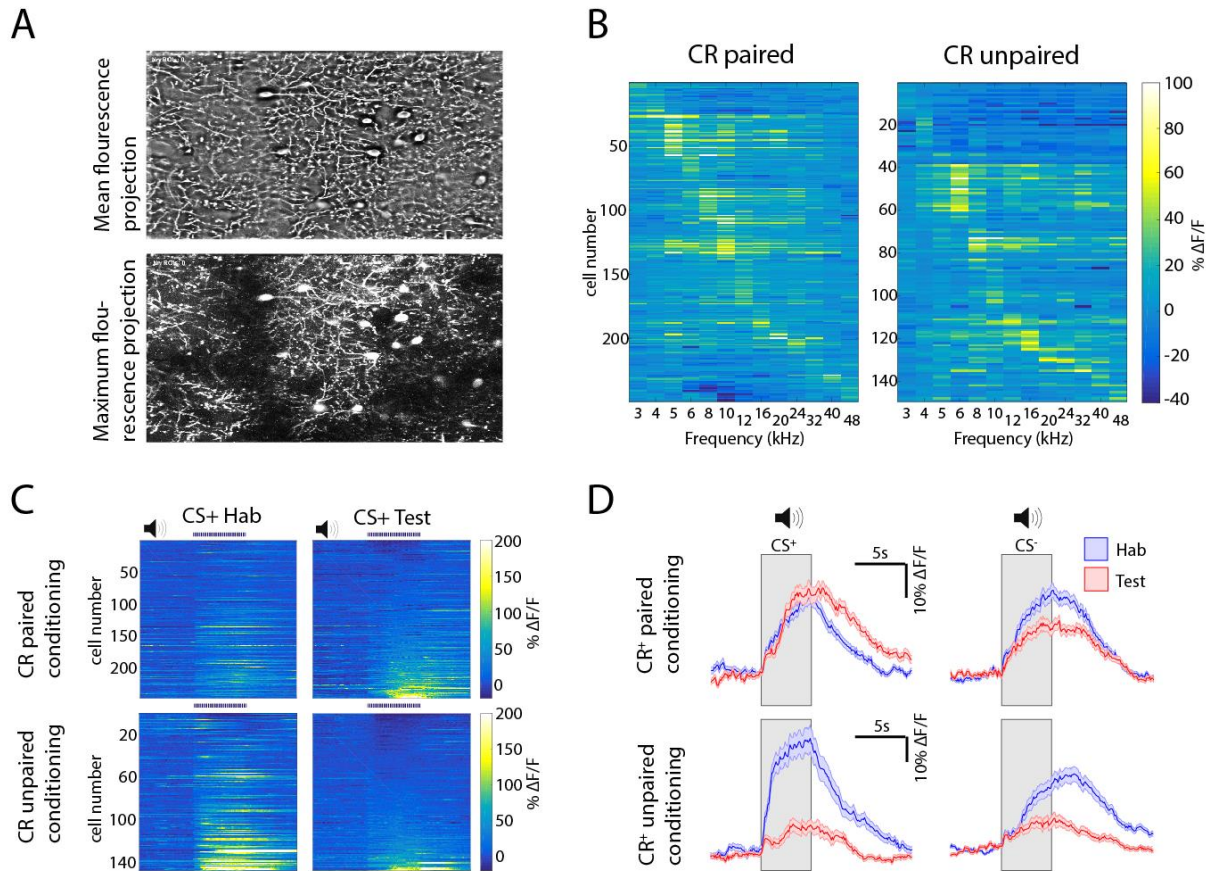 A
Mean flourescence
projection
Maximum flou-
rescence projection
B
CR paired
CR unpaired
cell number
50
100
150
200
20
40
60
80
100
120
140
3 4 5 6 8 10 12 16 20 24 32 40 48
3 4 5 6 8 10 12 16 20 24 32 40 48
Frequency (kHz)
Frequency (kHz)
100
80
60
40
20
0
-20
-40
% ΔF/F
C
CS+ Hab
CS+ Test
CR paired
conditioning
cell number
50
100
150
200
200
150
100
50
0
% ΔF/F
CR unpaired
conditioning
cell number
20
60
100
140
200
150
100
50
0
% ΔF/F
D
CS⁺
5s
10% ΔF/F
CS⁻
Hab
Test
CR⁺ paired
conditioning
CR⁺ unpaired
conditioning
5s
10% ΔF/F